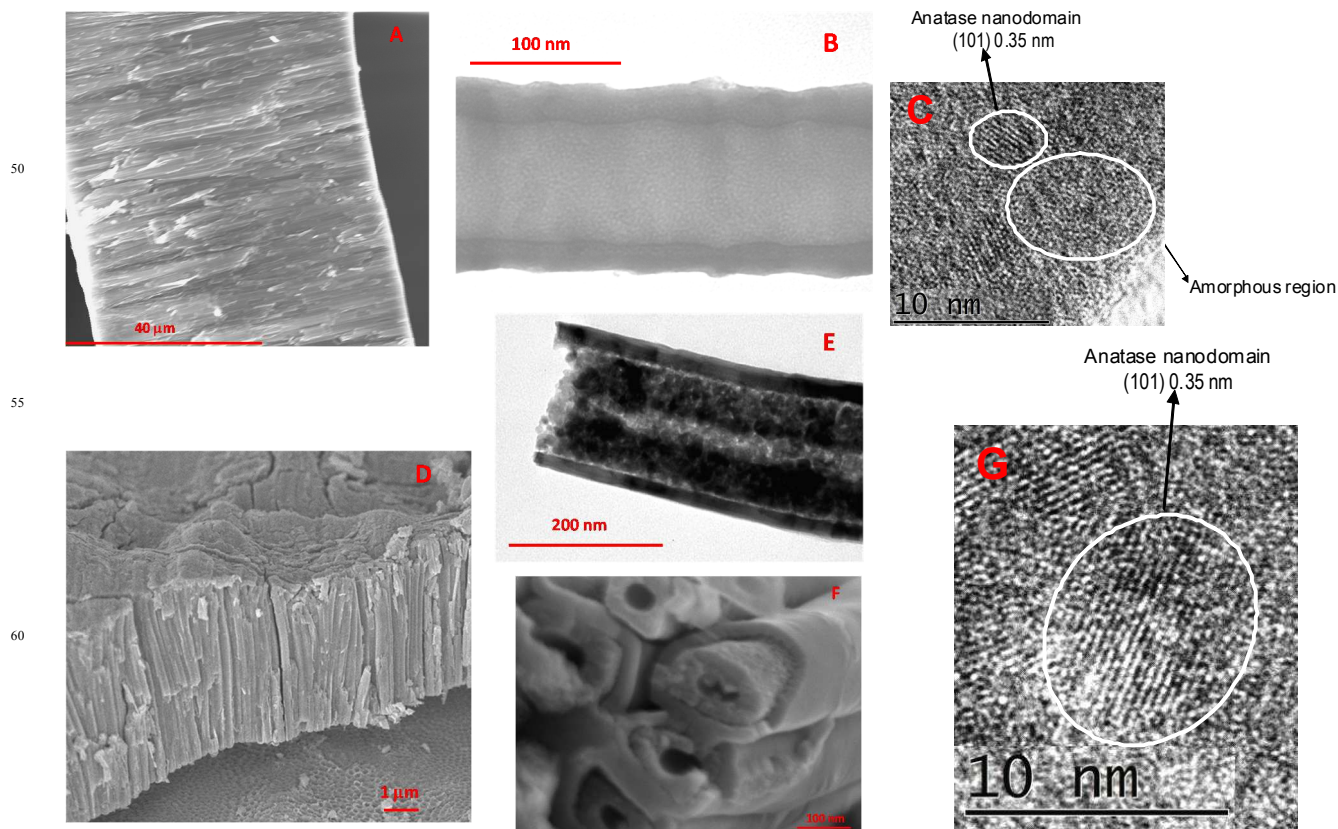 A
40 μm
100 nm
B
Anatase nanodomain
(101) 0.35 nm
C
10 nm
Amorphous region
50
55
60
E
200 nm
D
1 μm
F
100 nm
Anatase nanodomain
(101) 0.35 nm
G
10 nm